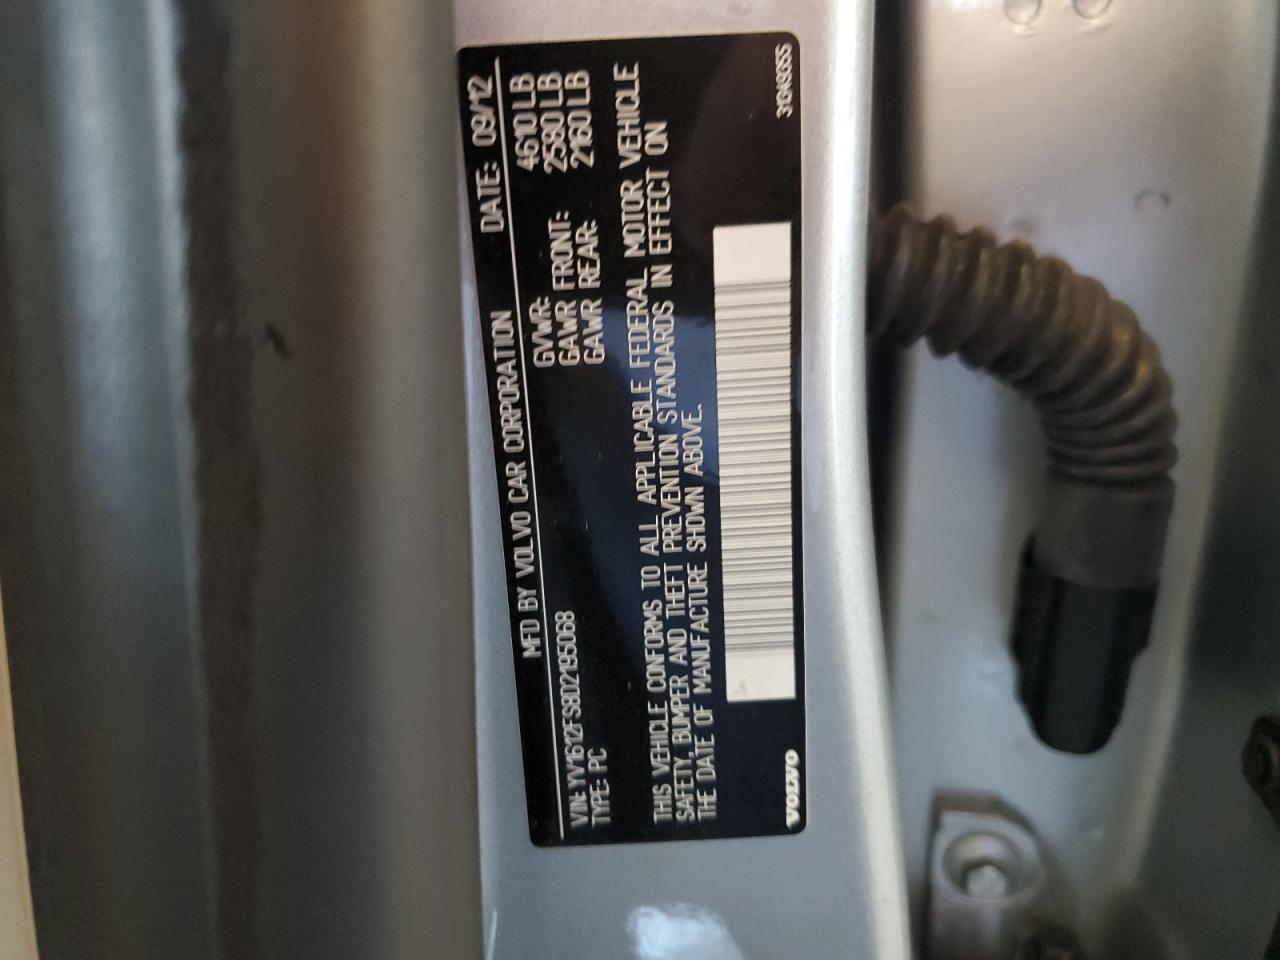 MFD BY VOLVO CAR CORPORATION DATE: 09/12
GVWR: 4610 LB
GAWR FRONT: 2580 LB
GAWR REAR: 2160 LB
VIN: YV1612FS8D2195068
TYPE: PC
THIS VEHICLE CONFORMS TO ALL APPLICABLE FEDERAL MOTOR VEHICLE
SAFETY, BUMPER AND THEFT PREVENTION STANDARDS IN EFFECT ON
THE DATE OF MANUFACTURE SHOWN ABOVE.
VOLVO